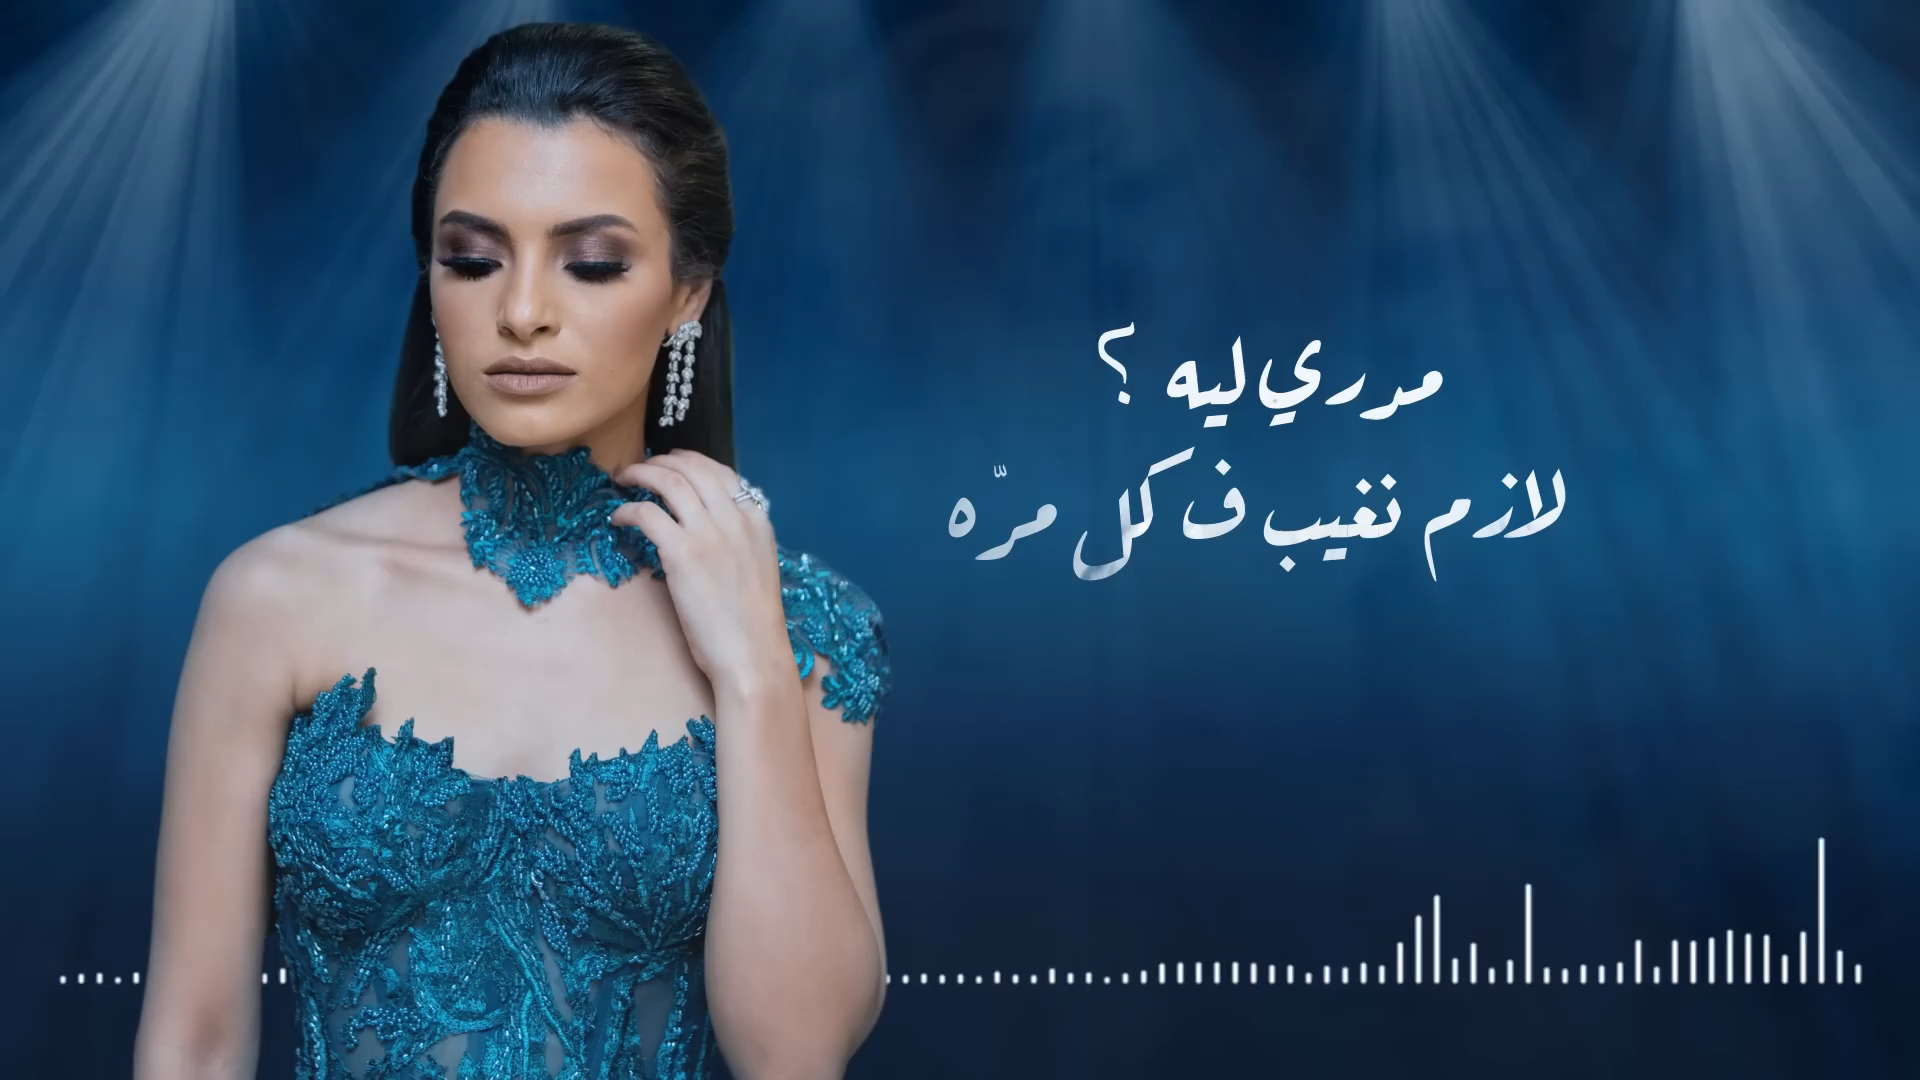 مدري ليه ؟
لازم نغيب ف كل مرّه